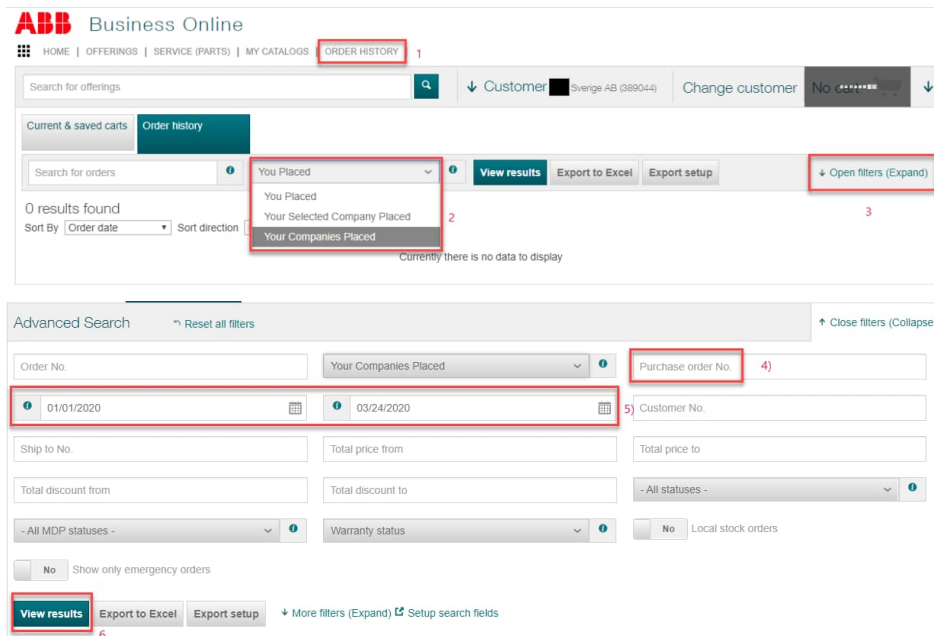 ABB Business Online
HOME | OFFERINGS | SERVICE (PARTS) | MY CATALOGS | ORDER HISTORY 1
Search for offerings Customer Sverige AB (389044) Change customer No cart
Current & saved carts Order history
Search for orders You Placed View results Export to Excel Export setup Open filters (Expand)
You Placed
0 results found 3
Your Selected Company Placed 2
Sort By Order date Sort direction
Your Companies Placed
Currently there is no data to display
Advanced Search Reset all filters Close filters (Collapse
Order No. Your Companies Placed Purchase order No. 4)
01/01/2020 03/24/2020 5) Customer No.
Ship to No. Total price from Total price to
Total discount from Total discount to - All statuses -
- All MDP statuses - Warranty status No Local stock orders
No Show only emergency orders
View results Export to Excel Export setup More filters (Expand) Setup search fields
6